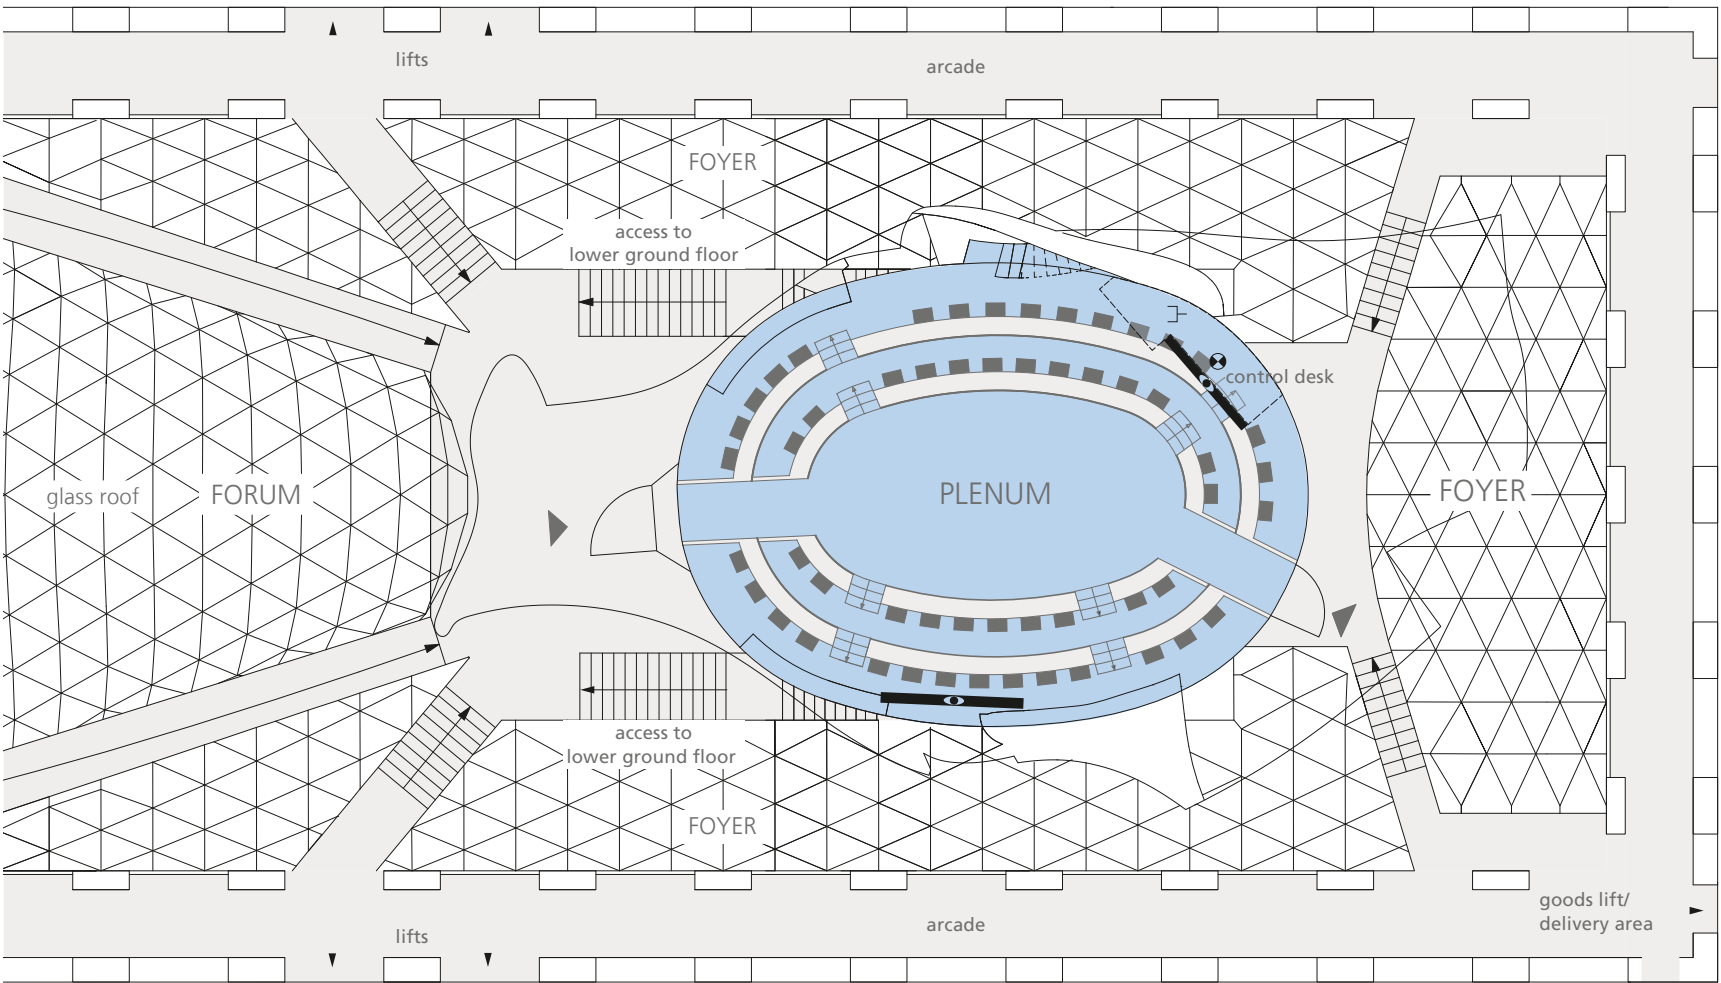 lifts
arcade
FOYER
access to
lower ground floor
control desk
glass roof
FORUM
PLENUM
FOYER
access to
lower ground floor
FOYER
goods lift/
delivery area
arcade
lifts